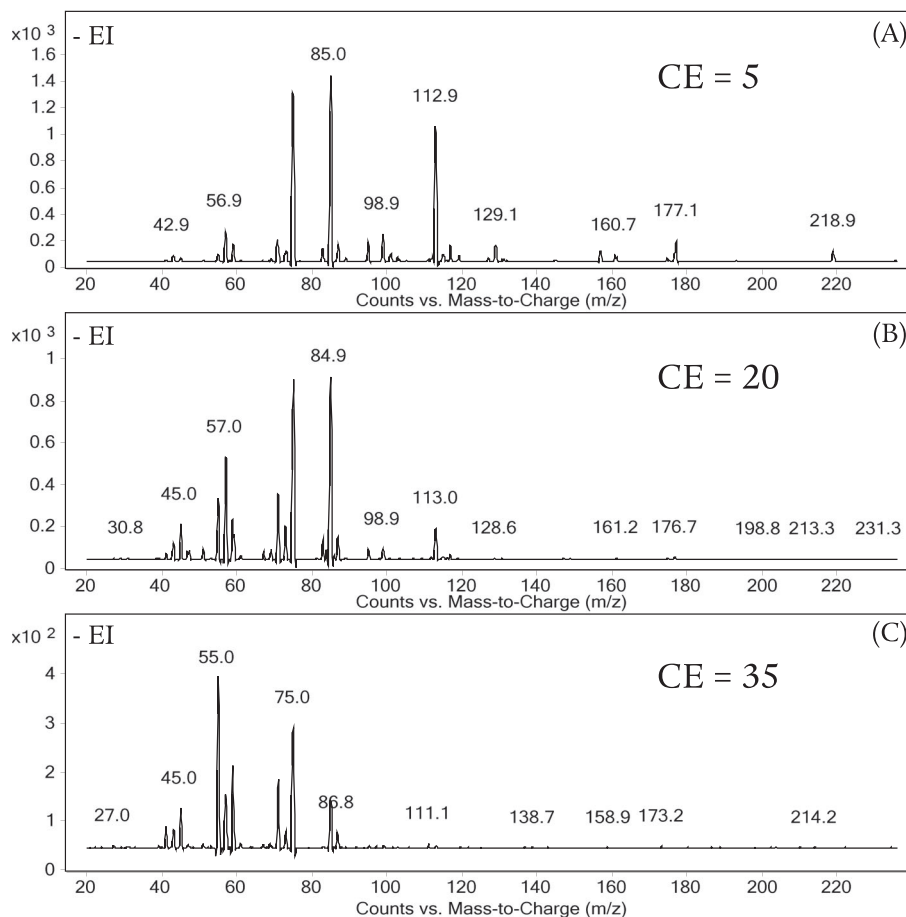 x10 3
- EI
(A)
CE = 5
1.6
1.4
1.2
1
0.8
0.6
0.4
0.2
0
42.9
56.9
85.0
98.9
112.9
129.1
160.7
177.1
218.9
20 40 60 80 100 120 140 160 180 200 220
Counts vs. Mass-to-Charge (m/z)
x10 3
- EI
(B)
CE = 20
1
0.8
0.6
0.4
0.2
0
30.8
45.0
57.0
84.9
98.9
113.0
128.6
161.2
176.7
198.8
213.3
231.3
20 40 60 80 100 120 140 160 180 200 220
Counts vs. Mass-to-Charge (m/z)
x10 2
- EI
(C)
CE = 35
4
3
2
1
0
27.0
45.0
55.0
75.0
86.8
111.1
138.7
158.9
173.2
214.2
20 40 60 80 100 120 140 160 180 200 220
Counts vs. Mass-to-Charge (m/z)